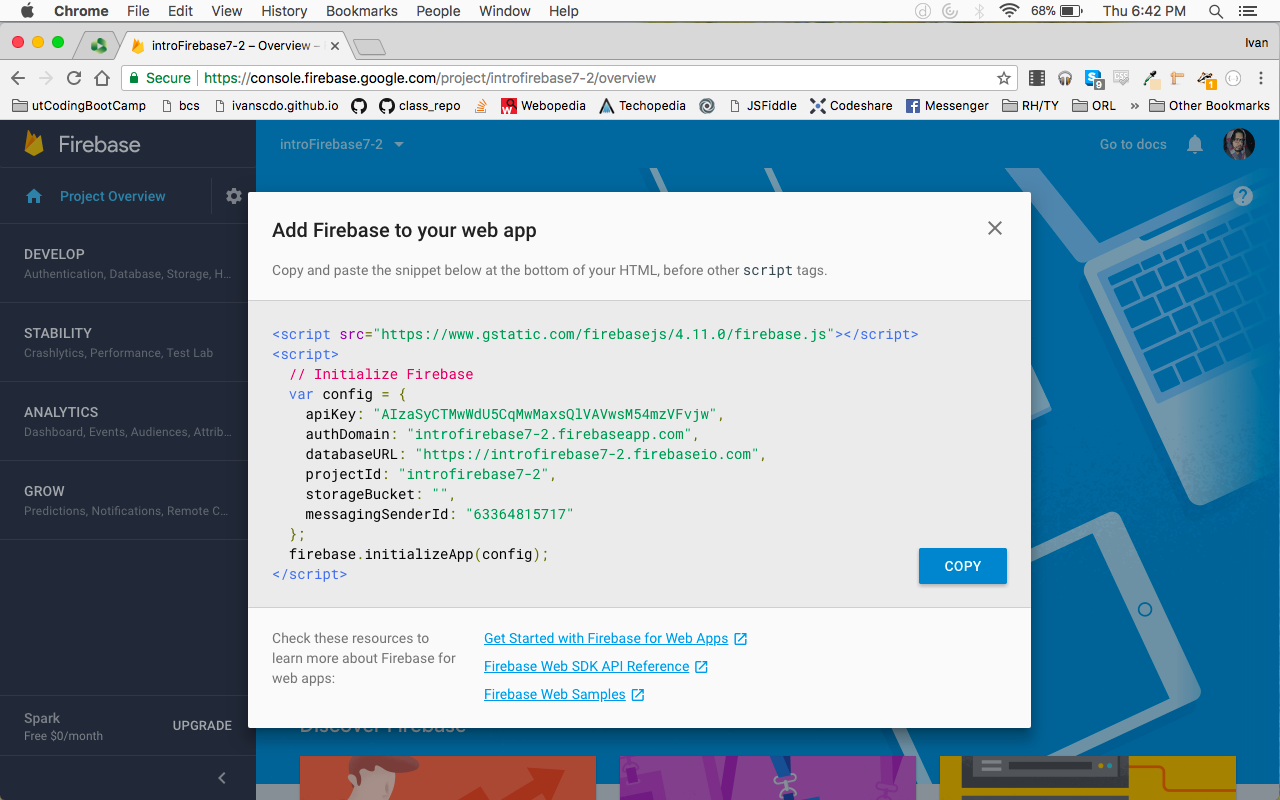 Chrome File Edit View History Bookmarks People Window Help 68% Thu 6:42 PM
introFirebase7-2 – Overview – Ivan
Secure https://console.firebase.google.com/project/introfirebase7-2/overview 9 1
utCodingBootCamp bcs ivanscdo.github.io class_repo Webopedia Techopedia JSFiddle Codeshare Messenger RH/TY ORL » Other Bookmarks
Firebase introFirebase7-2 Go to docs
Project Overview
DEVELOP
Authentication, Database, Storage, H...
STABILITY
Crashlytics, Performance, Test Lab
ANALYTICS
Dashboard, Events, Audiences, Attrib...
GROW
Predictions, Notifications, Remote C...
Spark
Free $0/month
UPGRADE
Add Firebase to your web app
Copy and paste the snippet below at the bottom of your HTML, before other script tags.
<script src="https://www.gstatic.com/firebasejs/4.11.0/firebase.js"></script>
<script>
// Initialize Firebase
var config = {
apiKey: "AIzaSyCTMwWdU5CqMwMaxsQlVAVwsM54mzVFvjw",
authDomain: "introfirebase7-2.firebaseapp.com",
databaseURL: "https://introfirebase7-2.firebaseio.com",
projectId: "introfirebase7-2",
storageBucket: "",
messagingSenderId: "63364815717"
};
firebase.initializeApp(config);
</script>
COPY
Check these resources to
learn more about Firebase for
web apps:
Get Started with Firebase for Web Apps
Firebase Web SDK API Reference
Firebase Web Samples
Discover Firebase